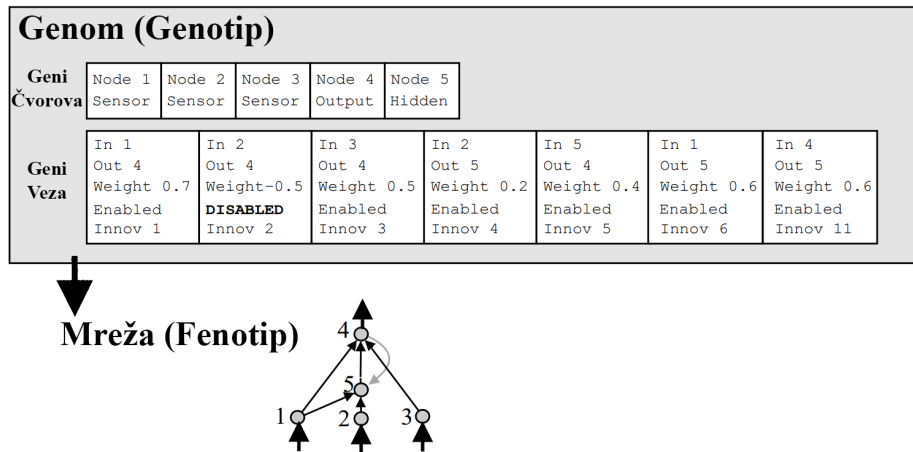 Genom (Genotip)
Geni Čvorova
Node 1 Sensor
Node 2 Sensor
Node 3 Sensor
Node 4 Output
Node 5 Hidden
Geni Veza
In 1
Out 4
Weight 0.7
Enabled
Innov 1
In 2
Out 4
Weight-0.5
DISABLED
Innov 2
In 3
Out 4
Weight 0.5
Enabled
Innov 3
In 2
Out 5
Weight 0.2
Enabled
Innov 4
In 5
Out 4
Weight 0.4
Enabled
Innov 5
In 1
Out 5
Weight 0.6
Enabled
Innov 6
In 4
Out 5
Weight 0.6
Enabled
Innov 11
Mreža (Fenotip)
4
5
1
2
3